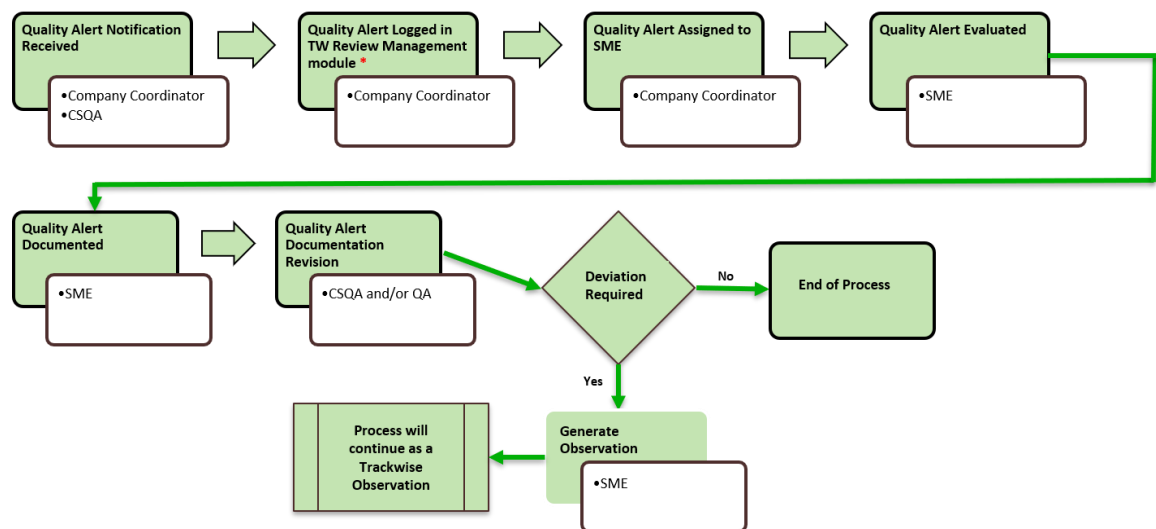 Quality Alert Notification
Received
•Company Coordinator
•CSQA
Quality Alert Logged in
TW Review Management
module *
•Company Coordinator
Quality Alert Assigned to
SME
•Company Coordinator
Quality Alert Evaluated
•SME
Quality Alert
Documented
•SME
Quality Alert
Documentation
Revision
•CSQA and/or QA
Deviation
Required
No
End of Process
Yes
Generate
Observation
•SME
Process will
continue as a
Trackwise
Observation